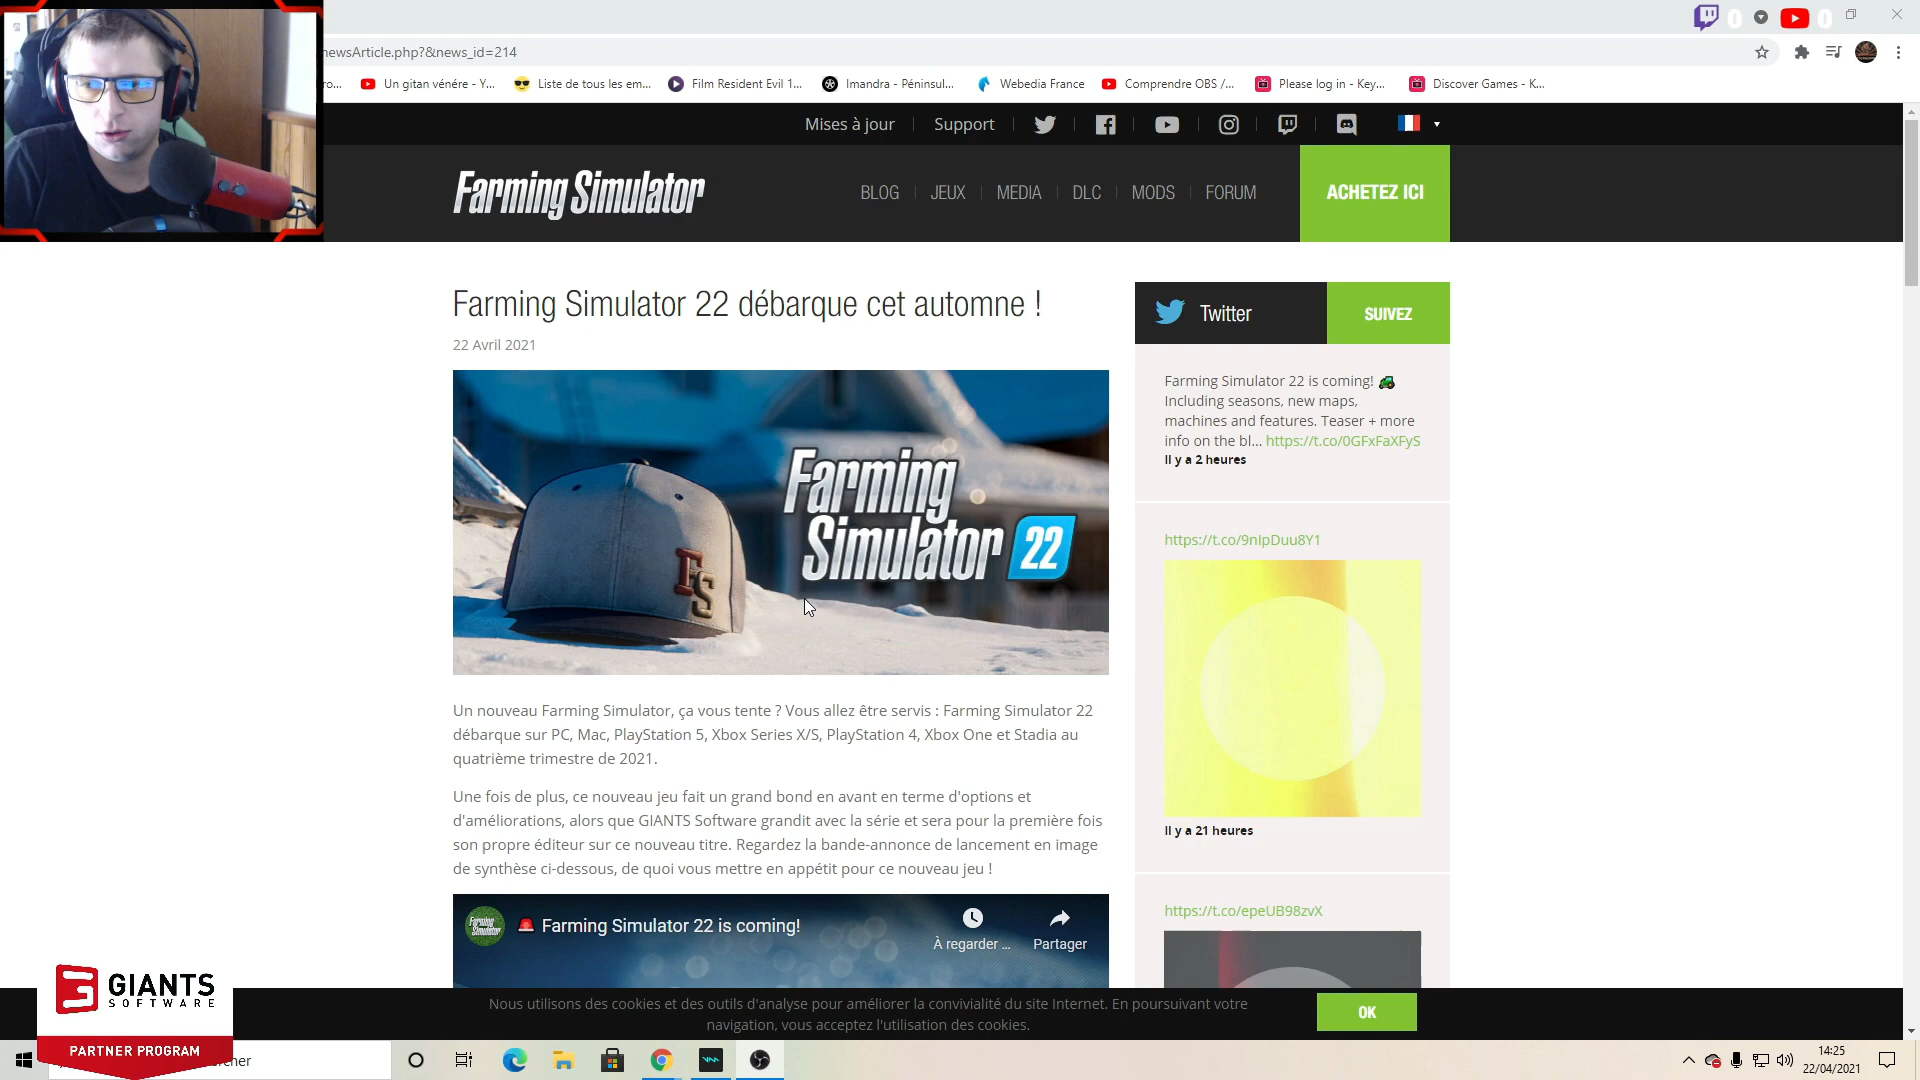 newsArticle.php?&news_id=214
ro...
Un gitan vénére - Y...
Liste de tous les em...
Film Resident Evil 1...
Imandra - Péninsul...
Webedia France
Comprendre OBS /...
Please log in - Key...
Discover Games - K...
Mises à jour
Support
Farming Simulator
BLOG
JEUX
MEDIA
DLC
MODS
FORUM
ACHETEZ ICI
Farming Simulator 22 débarque cet automne !
22 Avril 2021
FS
Farming
Simulator 22
Un nouveau Farming Simulator, ça vous tente ? Vous allez être servis : Farming Simulator 22
débarque sur PC, Mac, PlayStation 5, Xbox Series X/S, PlayStation 4, Xbox One et Stadia au
quatrième trimestre de 2021.
Une fois de plus, ce nouveau jeu fait un grand bond en avant en terme d'options et
d'améliorations, alors que GIANTS Software grandit avec la série et sera pour la première fois
son propre éditeur sur ce nouveau titre. Regardez la bande-annonce de lancement en image
de synthèse ci-dessous, de quoi vous mettre en appétit pour ce nouveau jeu !
Farming
Simulator
Farming Simulator 22 is coming!
À regarder ...
Partager
Twitter
SUIVEZ
Farming Simulator 22 is coming!
Including seasons, new maps,
machines and features. Teaser + more
info on the bl... https://t.co/0GFxFaXFyS
Il y a 2 heures
https://t.co/9nIpDuu8Y1
Il y a 21 heures
https://t.co/epeUB98zvX
Nous utilisons des cookies et des outils d'analyse pour améliorer la convivialité du site Internet. En poursuivant votre
navigation, vous acceptez l'utilisation des cookies.
OK
GIANTS
SOFTWARE
PARTNER PROGRAM
cher
14:25
22/04/2021